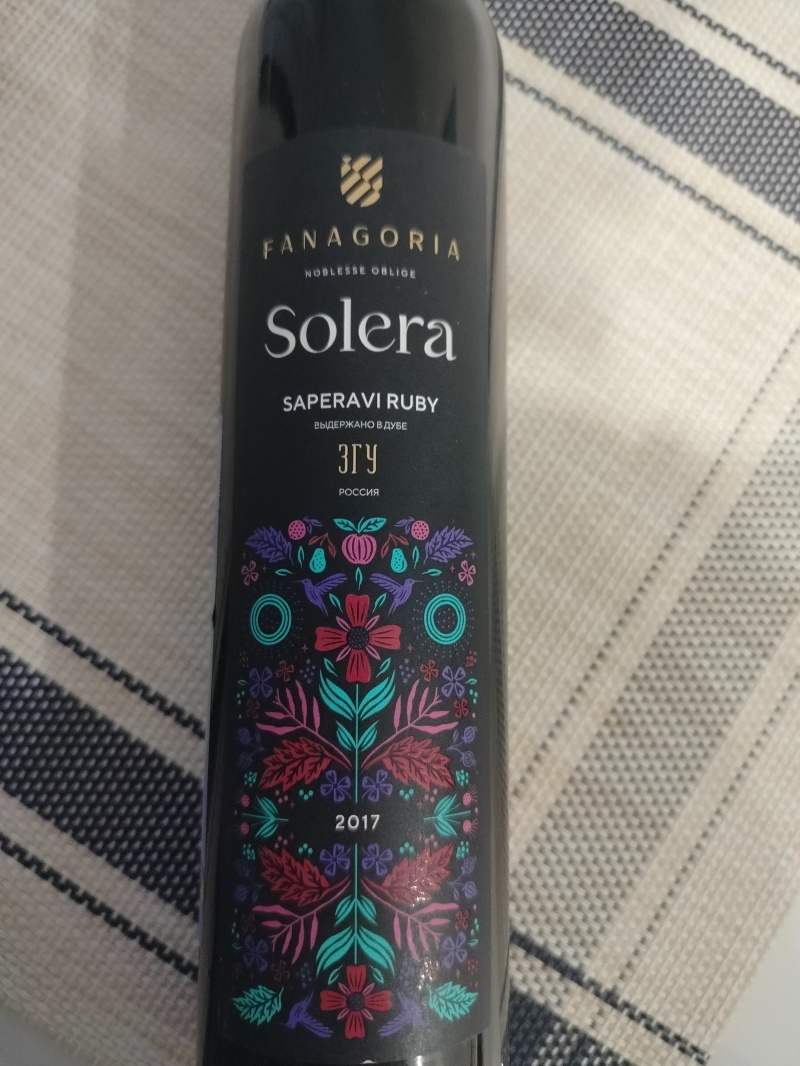 FANAGORIA
NOBLESSE OBLIGE
Solera
SAPERAVI RUBY
ВЫДЕРЖАНО В ДУБЕ
ЗГУ
РОССИЯ
2017